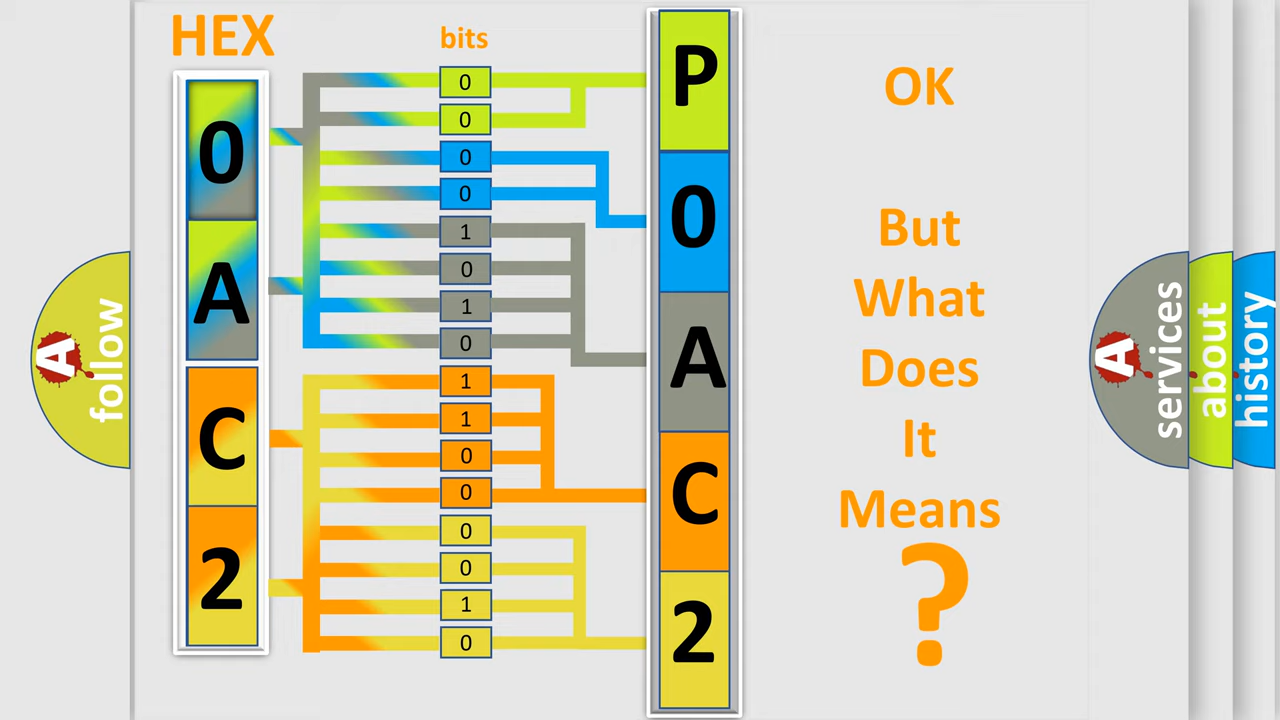 HEX
bits
0
A
C
2
0
0
0
0
1
0
1
0
1
1
0
0
0
0
1
0
P
0
A
C
2
OK
But
What
Does
It
Means
?
A
follow
A
services
about
history